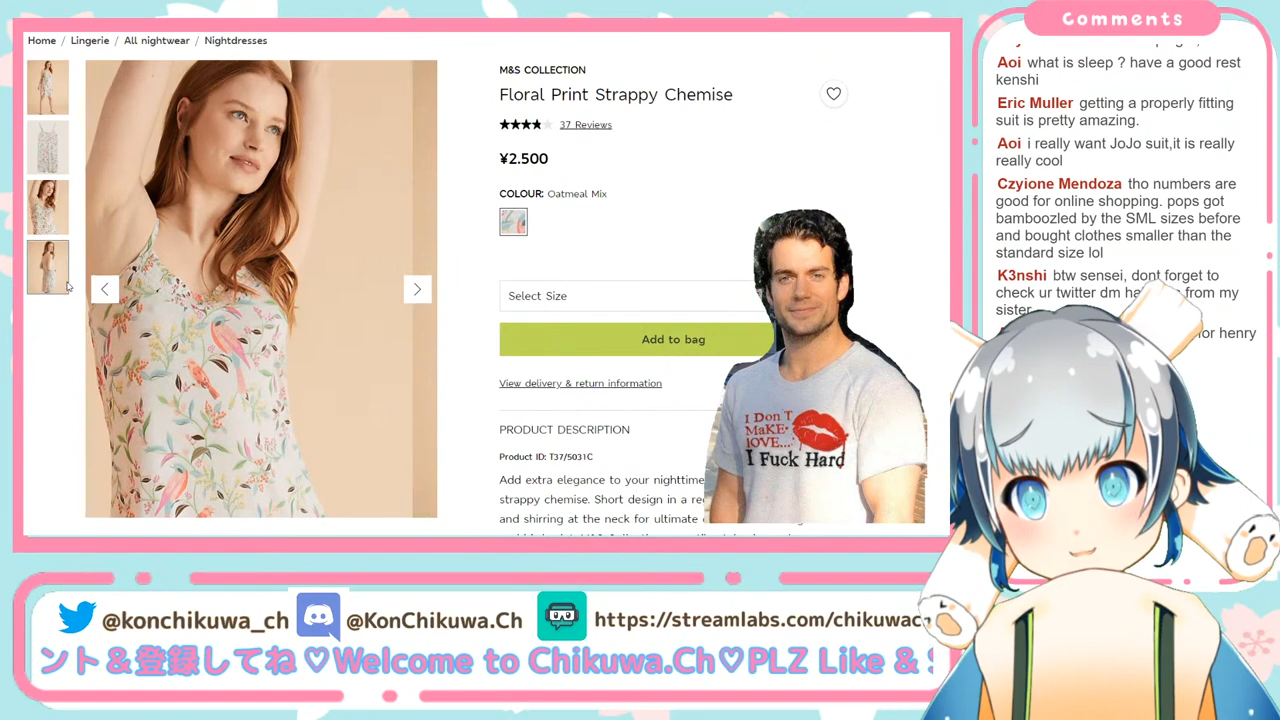 Home / Lingerie / All nightwear / Nightdresses
M&S COLLECTION
Floral Print Strappy Chemise
37 Reviews
¥2.500
COLOUR: Oatmeal Mix
Select Size
Add to bag
View delivery & return information
PRODUCT DESCRIPTION
Product ID: T37/5031C
Add extra elegance to your nighttime
strappy chemise. Short design in a re
and shirring at the neck for ultimate
I DON'T
MAKE
LOVE...
I FUCK HARD
Comments
Aoi what is sleep ? have a good rest
kenshi
Eric Muller getting a properly fitting
suit is pretty amazing.
Aoi i really want JoJo suit,it is really
really cool
Czyione Mendoza tho numbers are
good for online shopping. pops got
bamboozled by the SML sizes before
and bought clothes smaller than the
standard size lol
K3nshi btw sensei, dont forget to
check ur twitter dm from my
sister
for henry
@konchikuwa_ch
@KonChikuwa.Ch
https://streamlabs.com/chikuwac
ント＆登録してね♡Welcome to Chikuwa.Ch♡PLZ Like &